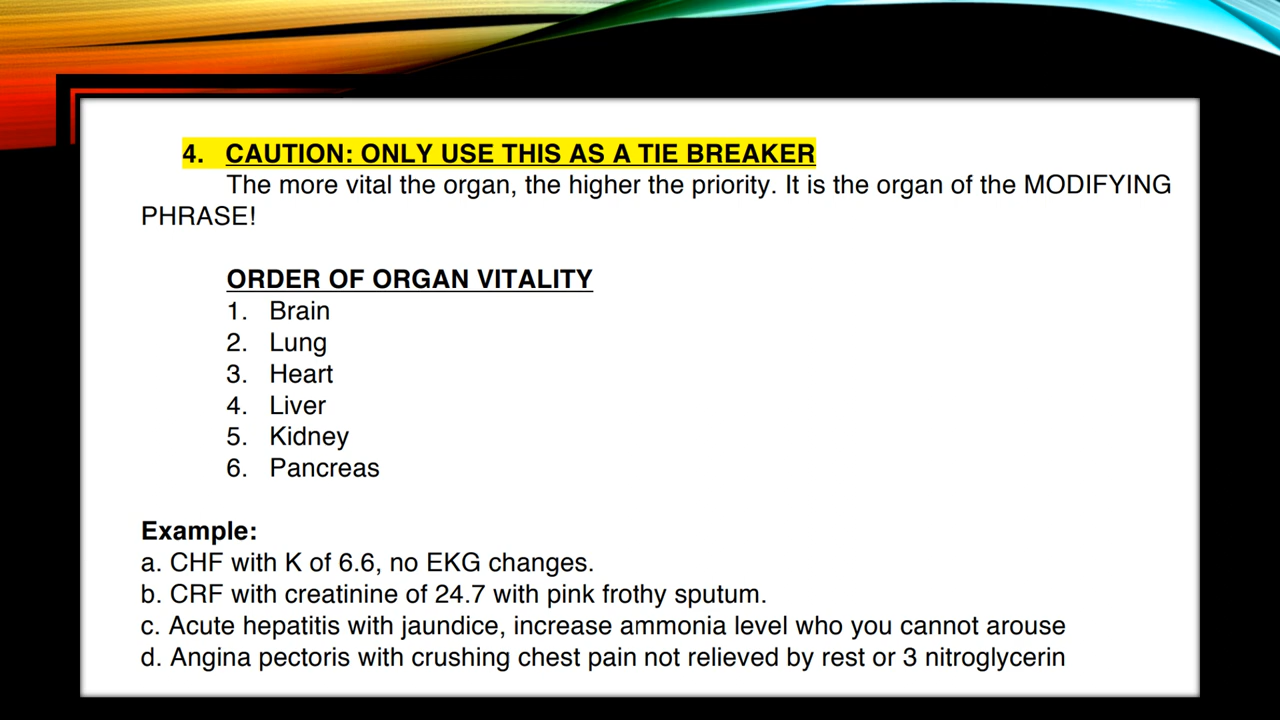 4. CAUTION: ONLY USE THIS AS A TIE BREAKER
The more vital the organ, the higher the priority. It is the organ of the MODIFYING
PHRASE!
ORDER OF ORGAN VITALITY
1. Brain
2. Lung
3. Heart
4. Liver
5. Kidney
6. Pancreas
Example:
a. CHF with K of 6.6, no EKG changes.
b. CRF with creatinine of 24.7 with pink frothy sputum.
c. Acute hepatitis with jaundice, increase ammonia level who you cannot arouse
d. Angina pectoris with crushing chest pain not relieved by rest or 3 nitroglycerin